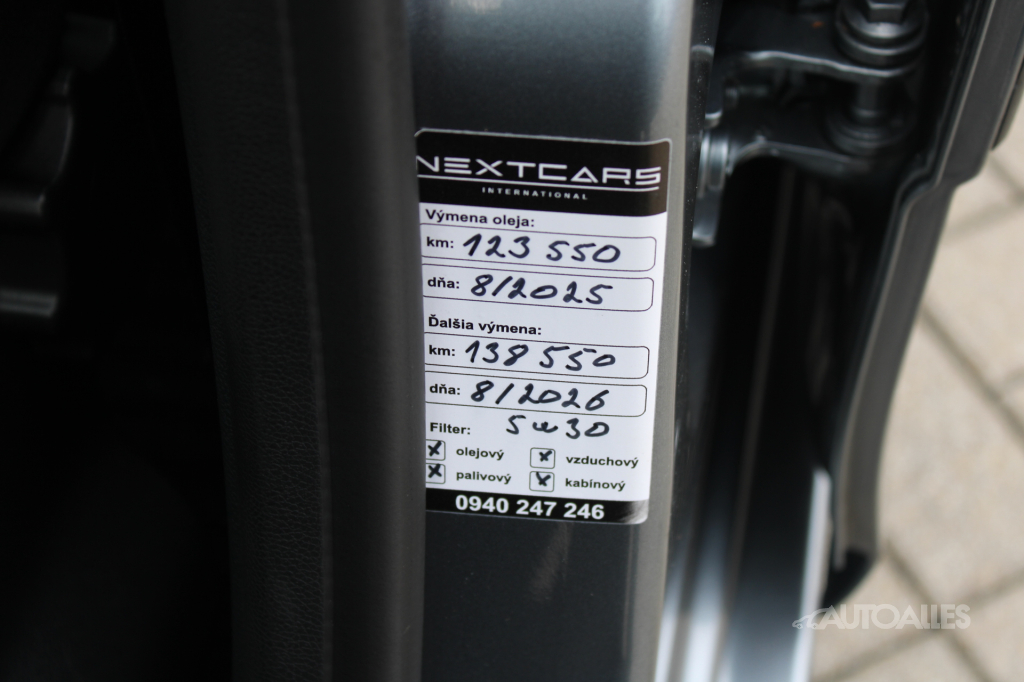 NEXTCARS
INTERNATIONAL
Výmena oleja:
km: 123 550
dňa: 8/2025
Ďalšia výmena:
km: 138 550
dňa: 8/2026
Filter: 5w30
olejový vzduchový
palivový kabínový
0940 247 246
AUTOALLES